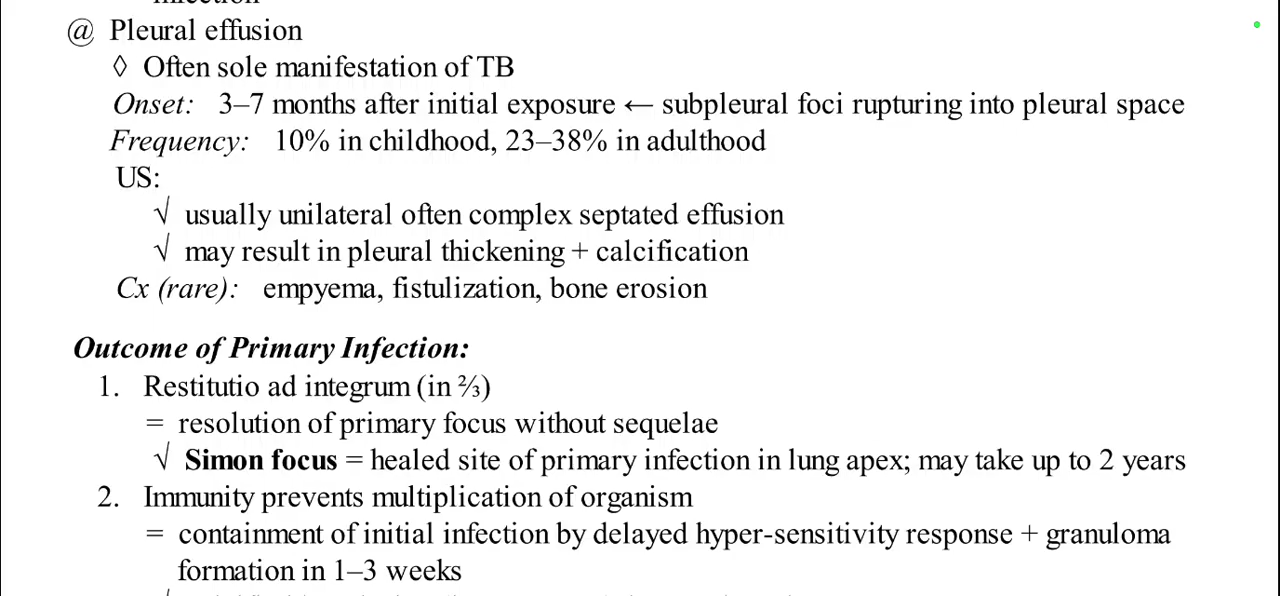 @ Pleural effusion
◊ Often sole manifestation of TB
Onset: 3–7 months after initial exposure ← subpleural foci rupturing into pleural space
Frequency: 10% in childhood, 23–38% in adulthood
US:
√ usually unilateral often complex septated effusion
√ may result in pleural thickening + calcification
Cx (rare): empyema, fistulization, bone erosion
Outcome of Primary Infection:
1. Restitutio ad integrum (in ⅔)
= resolution of primary focus without sequelae
√ Simon focus = healed site of primary infection in lung apex; may take up to 2 years
2. Immunity prevents multiplication of organism
= containment of initial infection by delayed hyper-sensitivity response + granuloma
formation in 1–3 weeks